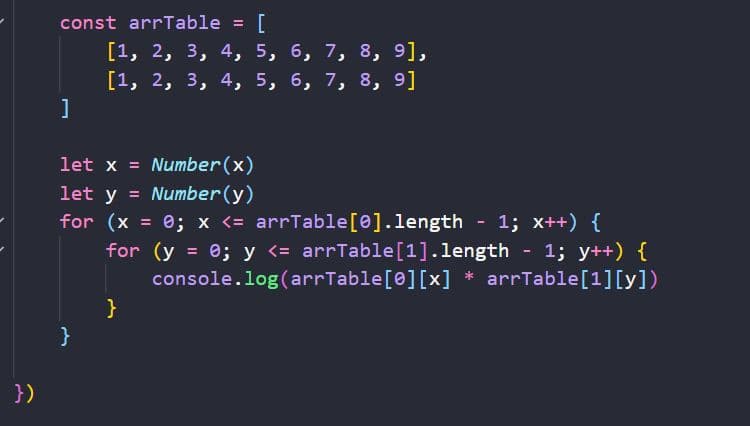 const arrTable = [
[1, 2, 3, 4, 5, 6, 7, 8, 9],
[1, 2, 3, 4, 5, 6, 7, 8, 9]
]
let x = Number(x)
let y = Number(y)
for (x = 0; x <= arrTable[0].length - 1; x++) {
for (y = 0; y <= arrTable[1].length - 1; y++) {
console.log(arrTable[0][x] * arrTable[1][y])
}
}
})